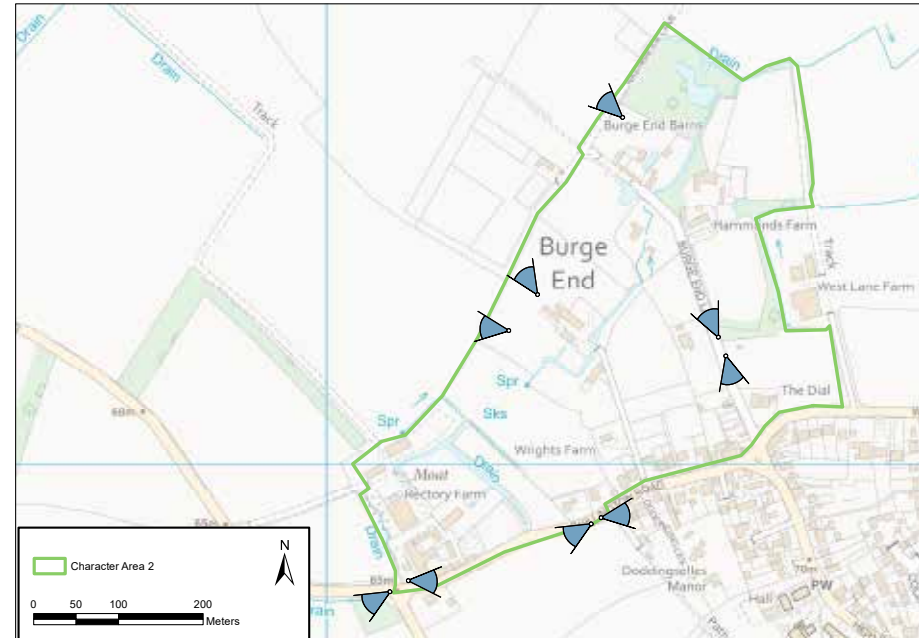 Drain
Drain
Drain
Track
Burge End Barns
Burge
End
Hammonds Farm
Track
West Lane Farm
Spr
Sks
Spr
The Dial
68m
Wrights Farm
Moat
Rectory Farm
Drain
65m
Drain
63m
Drain
Doddingselles
Manor
70m
PW
Hall
Character Area 2
N
0 50 100 200
Meters